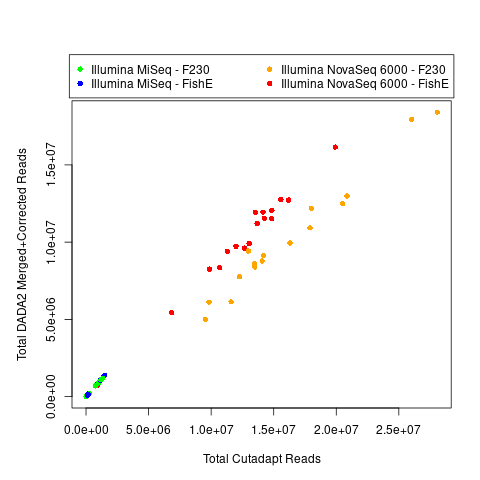 Illumina MiSeq - F230 Illumina NovaSeq 6000 - F230
Illumina MiSeq - FishE Illumina NovaSeq 6000 - FishE
Total DADA2 Merged+Corrected Reads
1.5e+07
1.0e+07
5.0e+06
0.0e+00
0.0e+00 5.0e+06 1.0e+07 1.5e+07 2.0e+07 2.5e+07
Total Cutadapt Reads